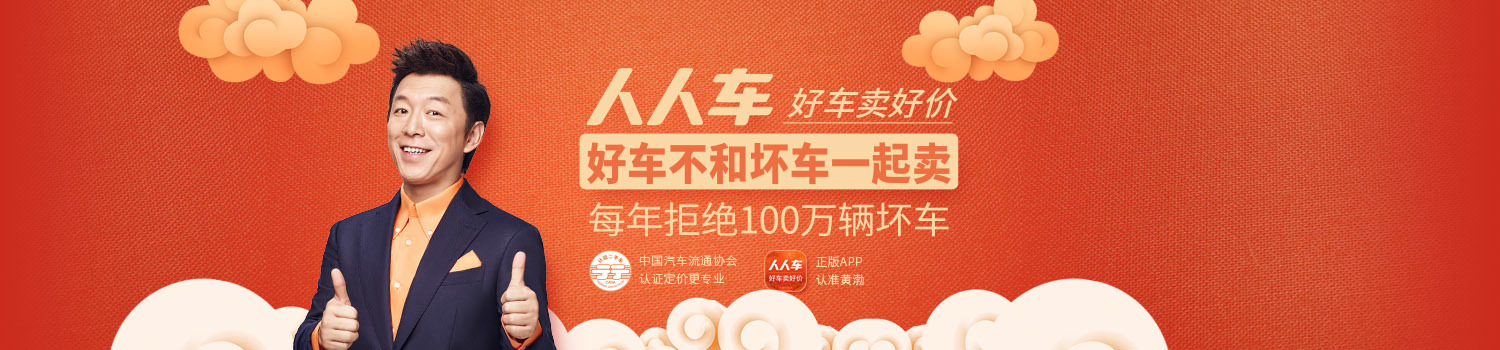 人人车 好车卖好价
好车不和坏车一起卖
每年拒绝100万辆坏车
中国汽车流通协会
认证定价更专业
人人车
好车卖好价
正版APP
认准黄渤